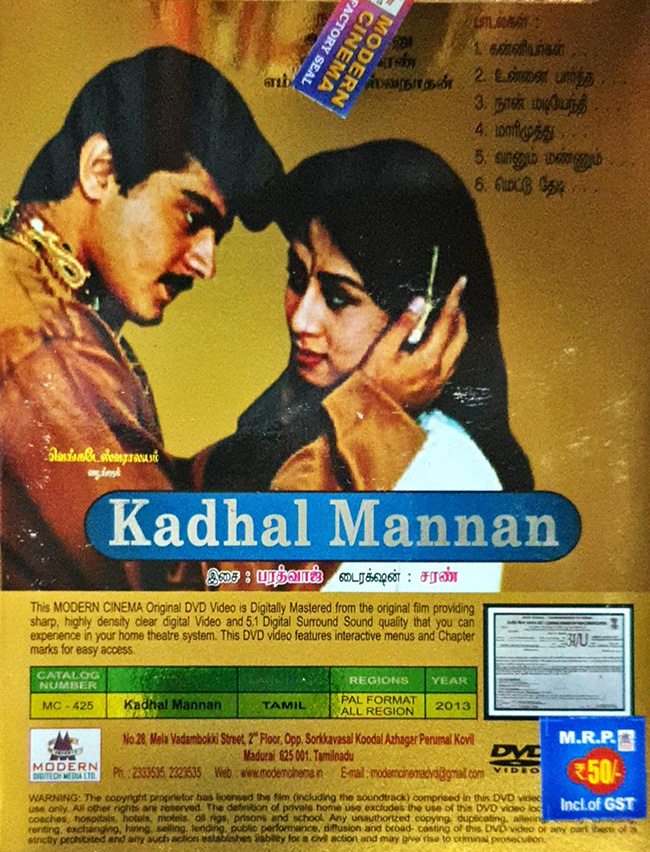 MODERN
CINEMA
FACTORY SEAL
பாடல்கள் :
1. கன்னியாகள் . .
2. உன்னை பார்த்த . . .
3. நான் மடியேந்தி . . .
4. மாரிமுத்து . . .
5. வானும் மண்ணும் . . .
6. மெட்டு தேடி . . .
வெங்கடேஸ்வராலயம்
Kadhal Mannan
இசை : பரத்வாஜ் டைரக்ஷன் : சரண்
This MODERN CINEMA Original DVD Video is Digitally Mastered from the original film providing
sharp, highly density clear digital Video and 5.1 Digital Surround Sound quality that you can
experience in your home theatre system. This DVD video features interactive menus and Chapter
marks for easy access.
CATALOG NUMBER REGIONS YEAR
MC - 425 Kadhal Mannan TAMIL PAL FORMAT ALL REGION 2013
31/U
MODERN
DIGITECH MEDIA LTD.
No.28, Mela Vadambokki Street, 2nd Floor, Opp. Sorkkavasal Koodal Azhagar Perumal Kovil
Madurai 625 001. Tamilnadu
Ph. : 2333535, 2323535 Web : www.moderncinema.in E-mail : moderncinemadvd@gmail.com
DVD
VIDEO
M.R.P.
₹50/-
Incl.of GST
WARNING: The copyright proprietor has licensed the film (including the soundtrack) comprised in this DVD video
use only. All other rights are reserved. The definition of private home use excludes the use of this DVD video
coaches, hospitals, hotels, motels, oil rigs, prisons and school. Any unauthorized copying, duplicating,
renting, exchanging, hiring, selling, lending, public performance, diffusion and broad- casting of this DVD video or any part there of is
strictly prohibited and any such action establishes liability for a civil action and may give rise to criminal prosecution.